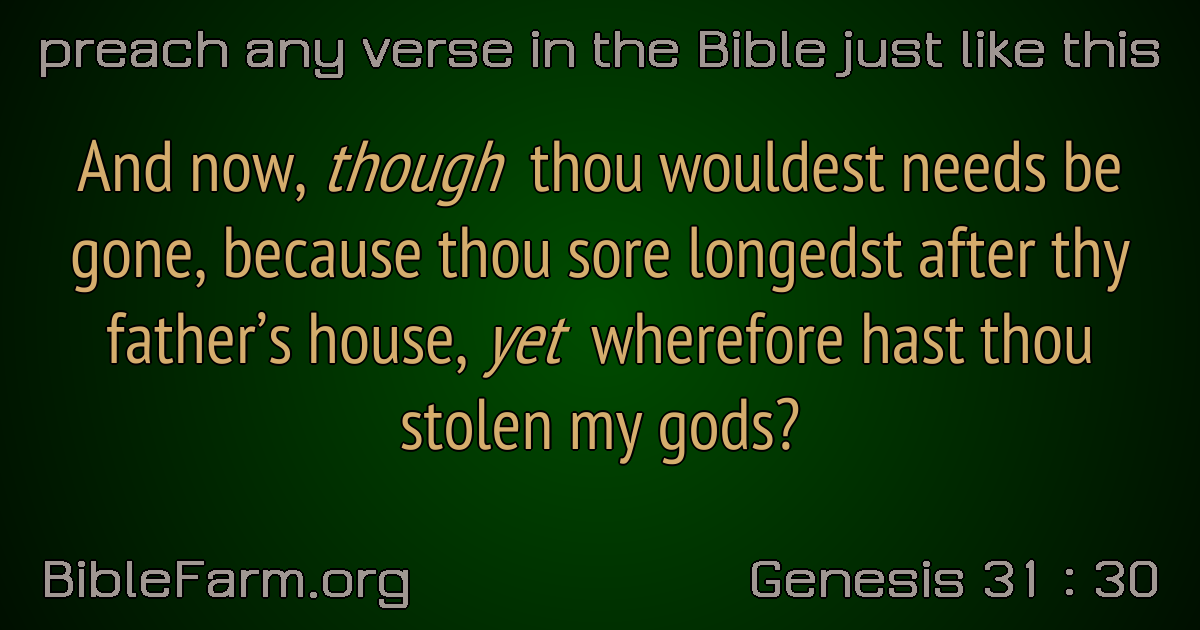 preach any verse in the Bible just like this
And now, though thou wouldest needs be
gone, because thou sore longedst after thy
father’s house, yet wherefore hast thou
stolen my gods?
BibleFarm.org
Genesis 31 : 30